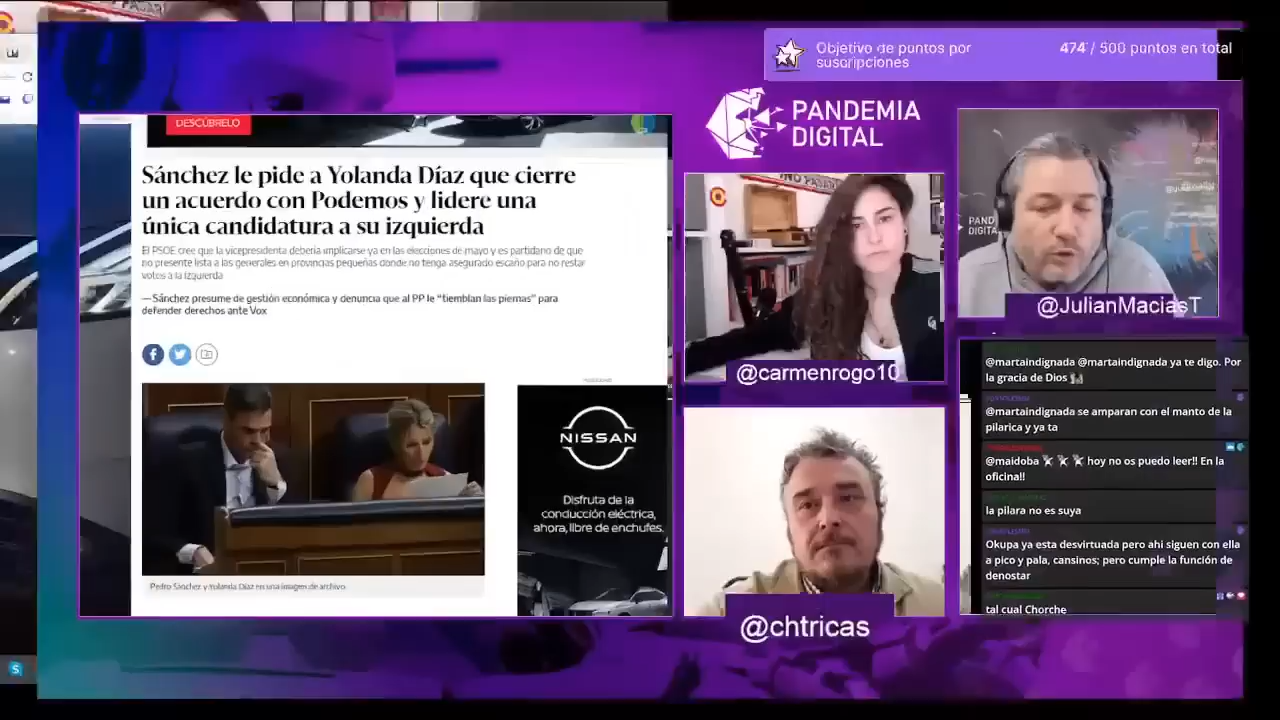 Objetivo de puntos por
suscripciones
474 / 500 puntos en total
PANDEMIA
DIGITAL
DESCÚBRELO
Sánchez le pide a Yolanda Díaz que cierre
un acuerdo con Podemos y lidere una
única candidatura a su izquierda
El PSOE cree que la vicepresidenta debería implicarse ya en las elecciones de mayo y es partidario de que
no presente lista a las generales en provincias pequeñas donde no tenga asegurado escaño para no restar
votos a la izquierda
— Sánchez presume de gestión económica y denuncia que al PP le "tiemblan las piernas" para
defender derechos ante Vox
NISSAN
Disfruta de la
conducción eléctrica,
ahora, libre de enchufes.
Pedro Sánchez y Yolanda Díaz en una imagen de archivo.
@carmenrogo10
PAND
DIGITA
@JulianMaciasT
@chtricas
@martaindignada @martaindignada ya te digo. Por
la gracia de Dios
@martaindignada se amparan con el manto de la
pilarica y ya ta
@maidoba hoy no os puedo leer!! En la
oficina!!
la pilara no es suya
Okupa ya esta desvirtuada pero ahi siguen con ella
a pico y pala, cansinos; pero cumple la función de
denostar
tal cual Chorche